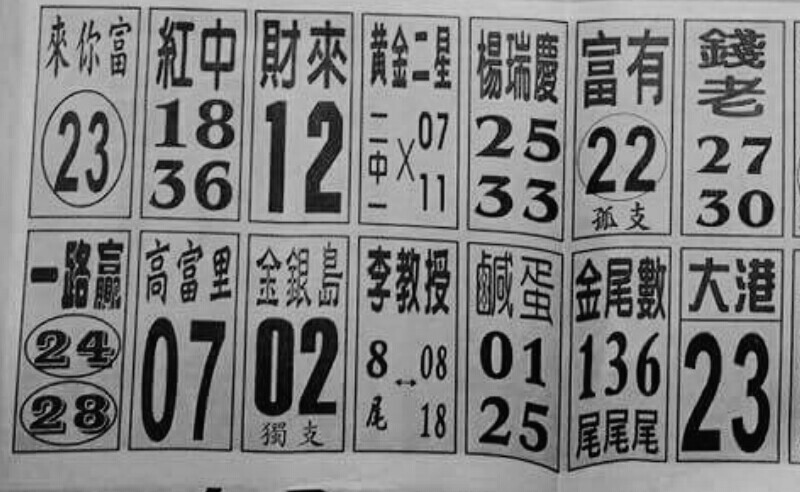 來你富
23
紅中
18
36
財來
12
黃金二星
二中一
×
07
11
楊瑞慶
25
33
富有
22
孤支
錢老
27
30
一路贏
24
28
高富里
07
金銀島
02
獨支
李教授
8尾
↔
08
18
鹹蛋
01
25
金尾數
136
尾尾尾
大港
23